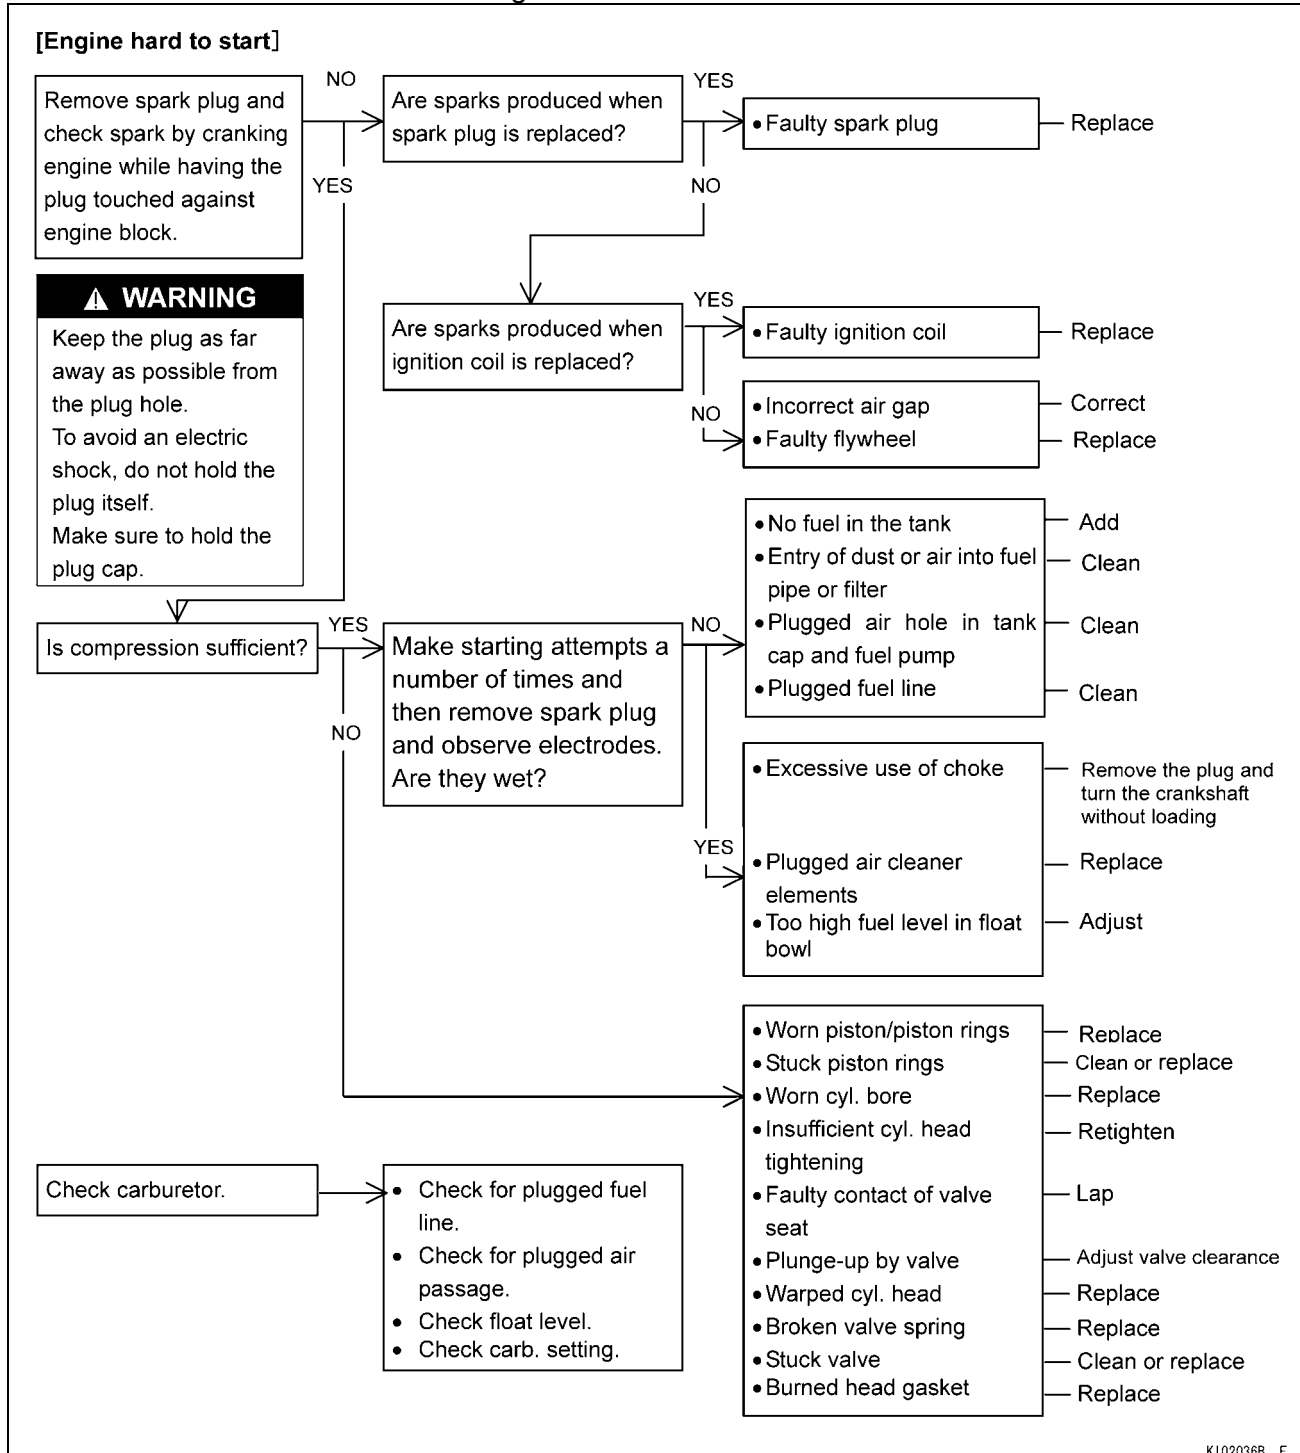 [Engine hard to start]
Remove spark plug and
check spark by cranking
engine while having the
plug touched against
engine block.
NO
YES
Are sparks produced when
spark plug is replaced?
YES
NO
• Faulty spark plug
Replace
⚠ WARNING
Keep the plug as far
away as possible from
the plug hole.
To avoid an electric
shock, do not hold the
plug itself.
Make sure to hold the
plug cap.
Are sparks produced when
ignition coil is replaced?
YES
NO
• Faulty ignition coil
Replace
• Incorrect air gap
Correct
• Faulty flywheel
Replace
Is compression sufficient?
YES
NO
Make starting attempts a
number of times and
then remove spark plug
and observe electrodes.
Are they wet?
NO
YES
• No fuel in the tank
Add
• Entry of dust or air into fuel
pipe or filter
Clean
• Plugged air hole in tank
cap and fuel pump
Clean
• Plugged fuel line
Clean
• Excessive use of choke
Remove the plug and
turn the crankshaft
without loading
• Plugged air cleaner
elements
Replace
• Too high fuel level in float
bowl
Adjust
• Worn piston/piston rings
Replace
• Stuck piston rings
Clean or replace
• Worn cyl. bore
Replace
• Insufficient cyl. head
tightening
Retighten
• Faulty contact of valve
seat
Lap
• Plunge-up by valve
Adjust valve clearance
• Warped cyl. head
Replace
• Broken valve spring
Replace
• Stuck valve
Clean or replace
• Burned head gasket
Replace
Check carburetor.
• Check for plugged fuel
line.
• Check for plugged air
passage.
• Check float level.
• Check carb. setting.